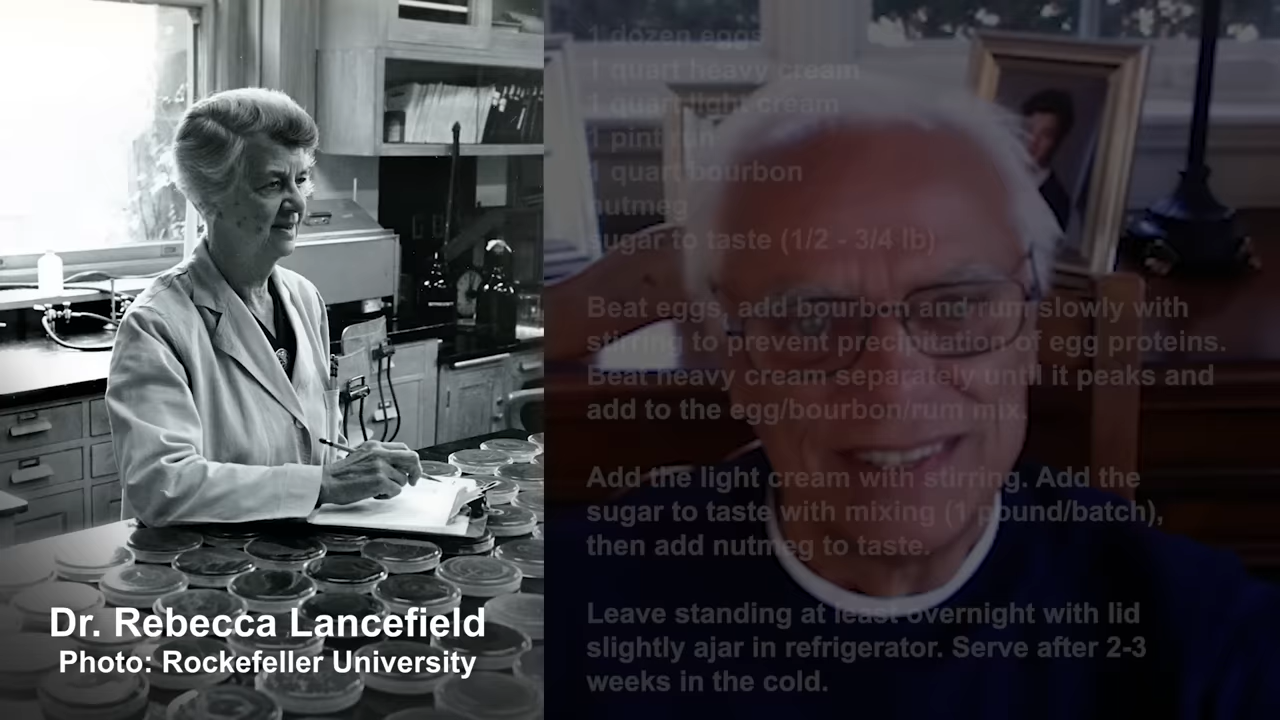 Dr. Rebecca Lancefield
Photo: Rockefeller University
1 dozen eggs
1 quart heavy cream
1 quart light cream
1 pint rum
1 quart bourbon
nutmeg
sugar to taste (1/2 - 3/4 lb)
Beat eggs, add bourbon and rum slowly with
stirring to prevent precipitation of egg proteins.
Beat heavy cream separately until it peaks and
add to the egg/bourbon/rum mix.
Add the light cream with stirring. Add the
sugar to taste with mixing (1 pound/batch),
then add nutmeg to taste.
Leave standing at least overnight with lid
slightly ajar in refrigerator. Serve after 2-3
weeks in the cold.